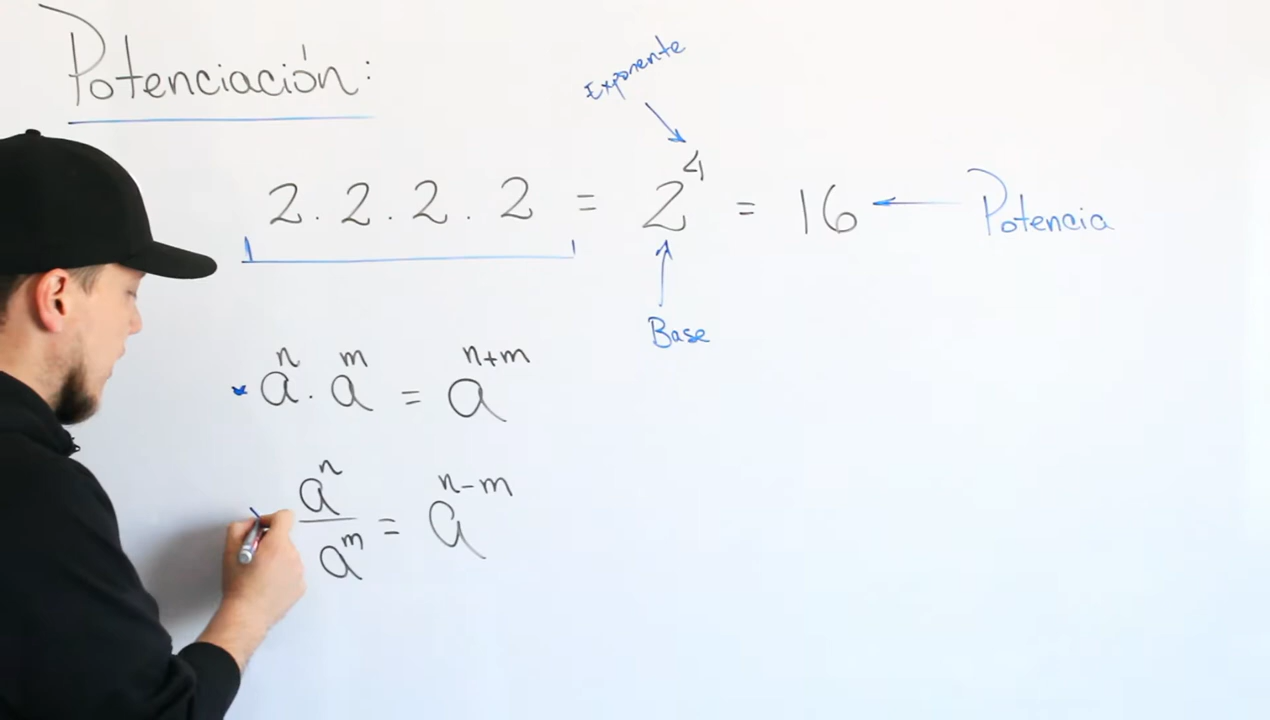 Potenciación:
Exponente
2 . 2 . 2 . 2 = 2⁴ = 16 ← Potencia
Base
* aⁿ . aᵐ = aⁿ⁺ᵐ
aⁿ/aᵐ = aⁿ⁻ᵐ